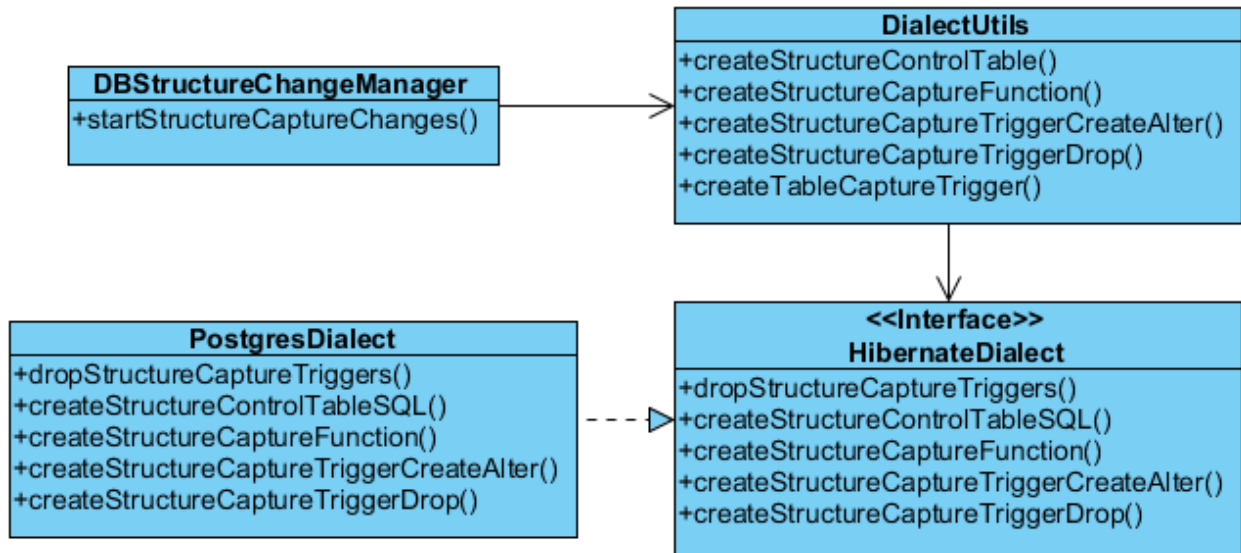 DBStructureChangeManager
+startStructureCaptureChanges()
DialectUtils
+createStructureControlTable()
+createStructureCaptureFunction()
+createStructureCaptureTriggerCreateAlter()
+createStructureCaptureTriggerDrop()
+createTableCaptureTrigger()
PostgresDialect
+dropStructureCaptureTriggers()
+createStructureControlTableSQL()
+createStructureCaptureFunction()
+createStructureCaptureTriggerCreateAlter()
+createStructureCaptureTriggerDrop()
<<Interface>>
HibernateDialect
+dropStructureCaptureTriggers()
+createStructureControlTableSQL()
+createStructureCaptureFunction()
+createStructureCaptureTriggerCreateAlter()
+createStructureCaptureTriggerDrop()